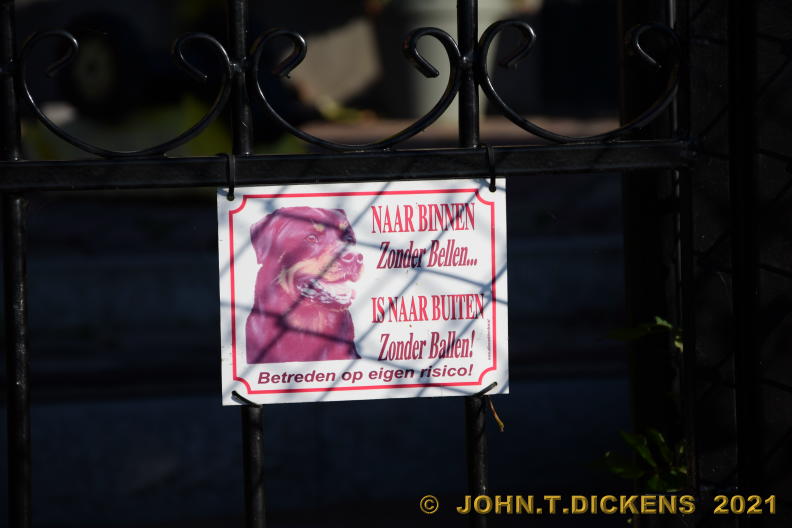 NAAR BINNEN
Zonder Bellen...
IS NAAR BUITEN
Zonder Ballen!
Betreden op eigen risico!
© JOHN.T.DICKENS 2021